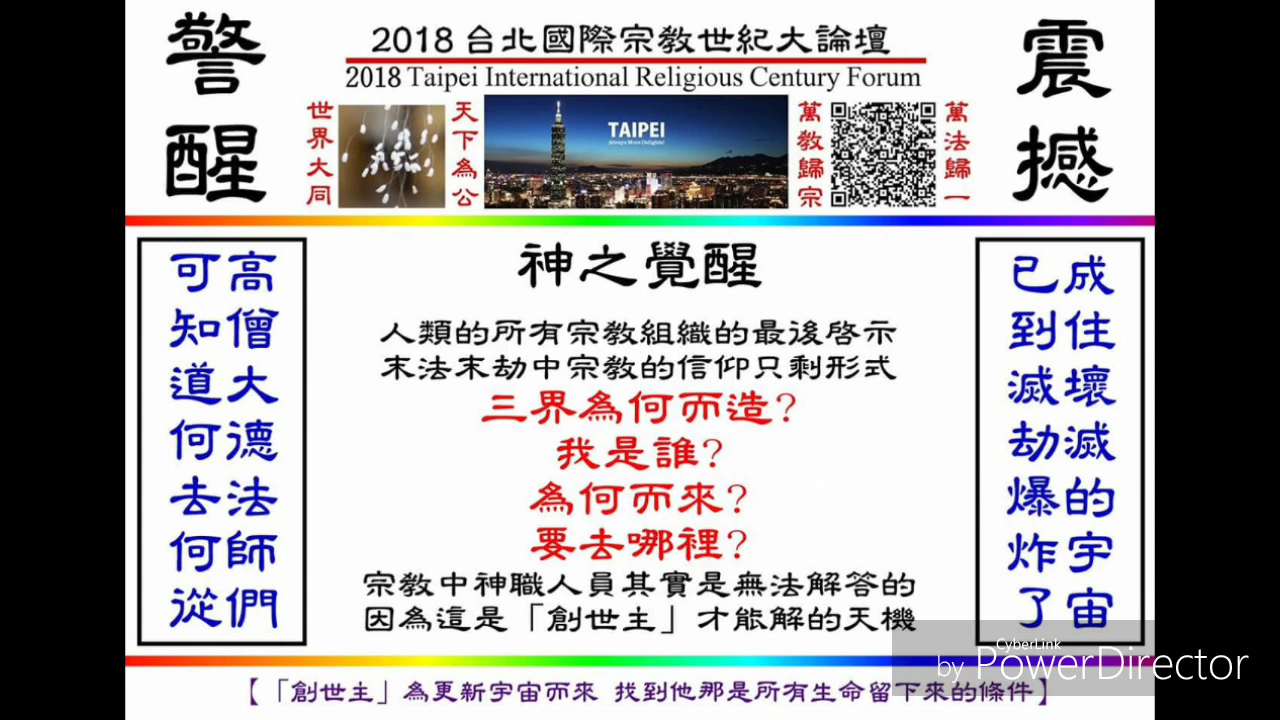 警醒
2018 台北國際宗教世紀大論壇
2018 Taipei International Religious Century Forum
震撼
世界大同
天下為公
TAIPEI
Always More Delights!
萬教歸宗
萬法歸一
高僧大德法師們
可知道何去何從
神之覺醒
人類的所有宗教組織的最後啓示
末法末劫中宗教的信仰只剩形式
三界為何而造?
我是誰?
為何而來?
要去哪裡?
宗教中神職人員其實是無法解答的
因為這是「創世主」才能解的天機
成住壞滅的宇宙
已到滅劫爆炸了
【「創世主」為更新宇宙而來 找到他那是所有生命留下來的條件】
CyberLink
by PowerDirector